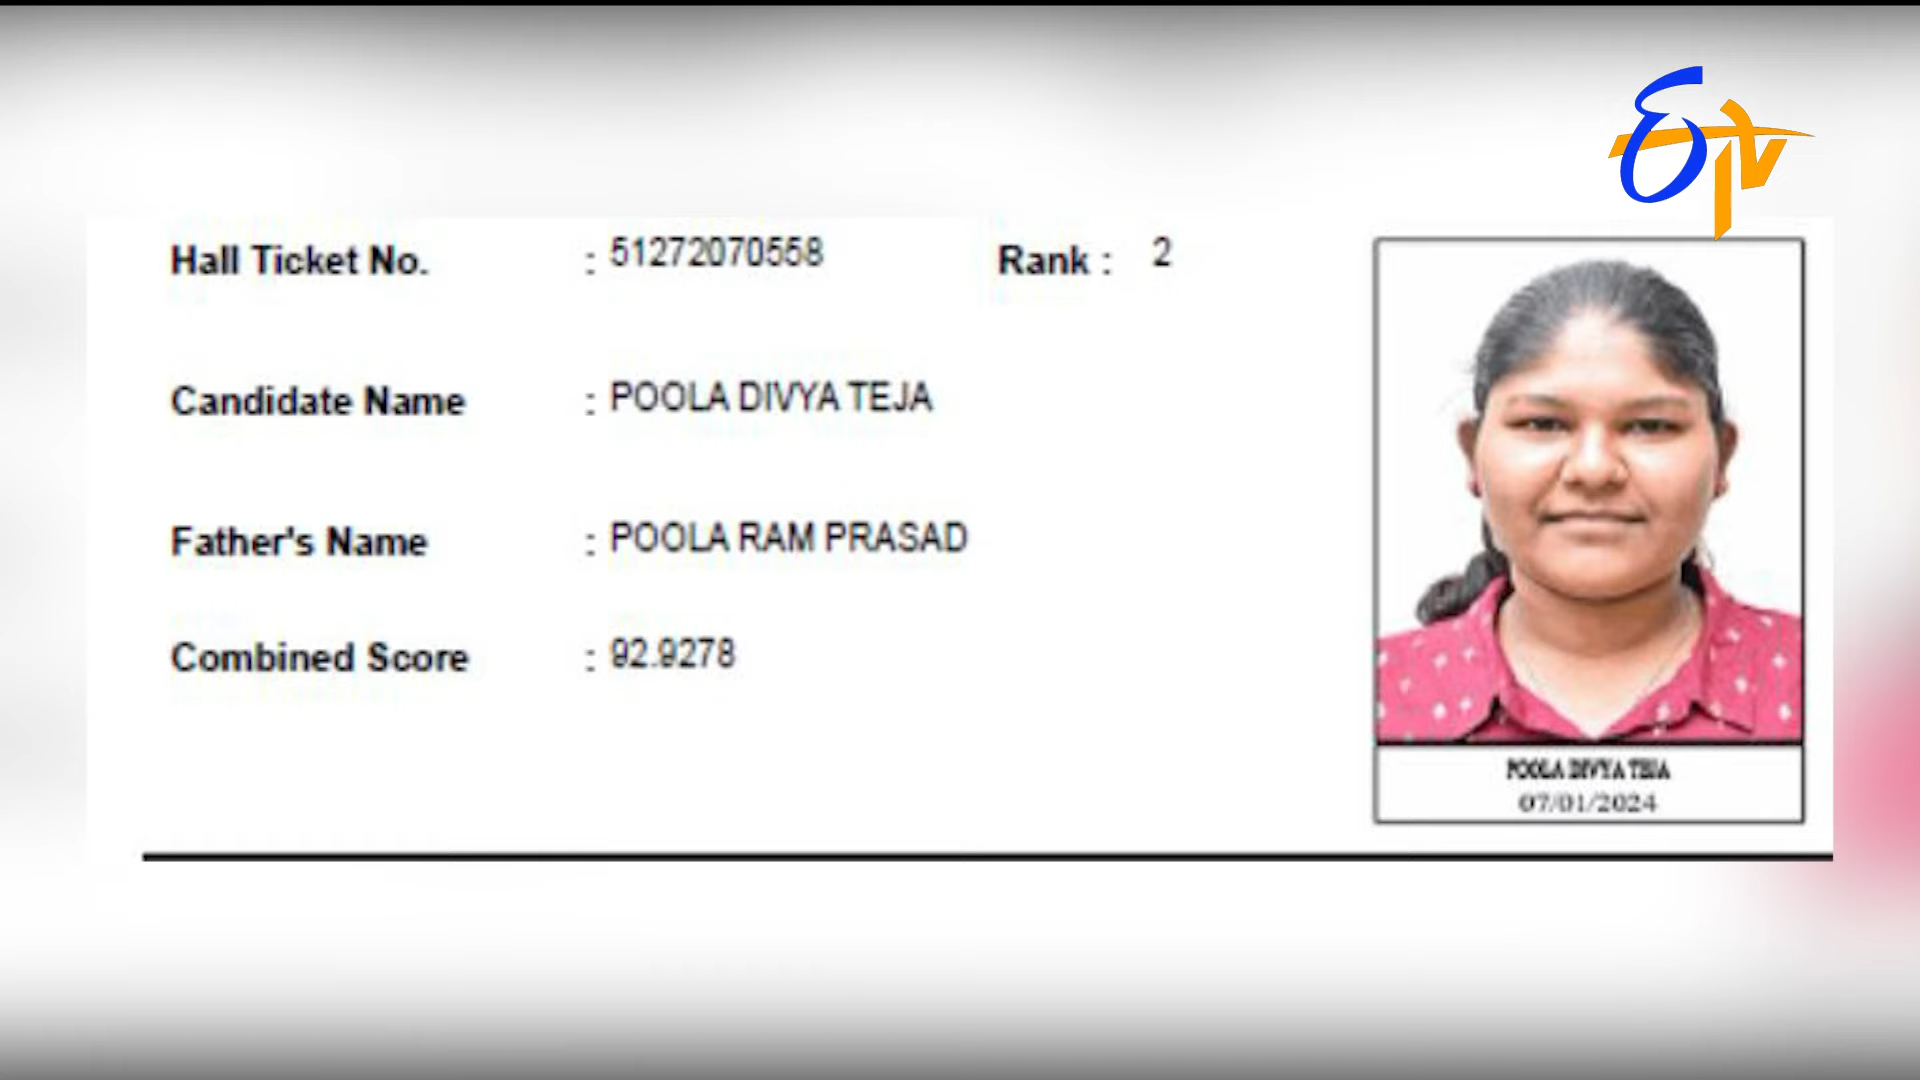 ETV
Hall Ticket No. : 51272070558 Rank : 2
Candidate Name : POOLA DIVYA TEJA
Father's Name : POOLA RAM PRASAD
Combined Score : 92.9278
POOLA DIVYA TEJA
07/01/2024